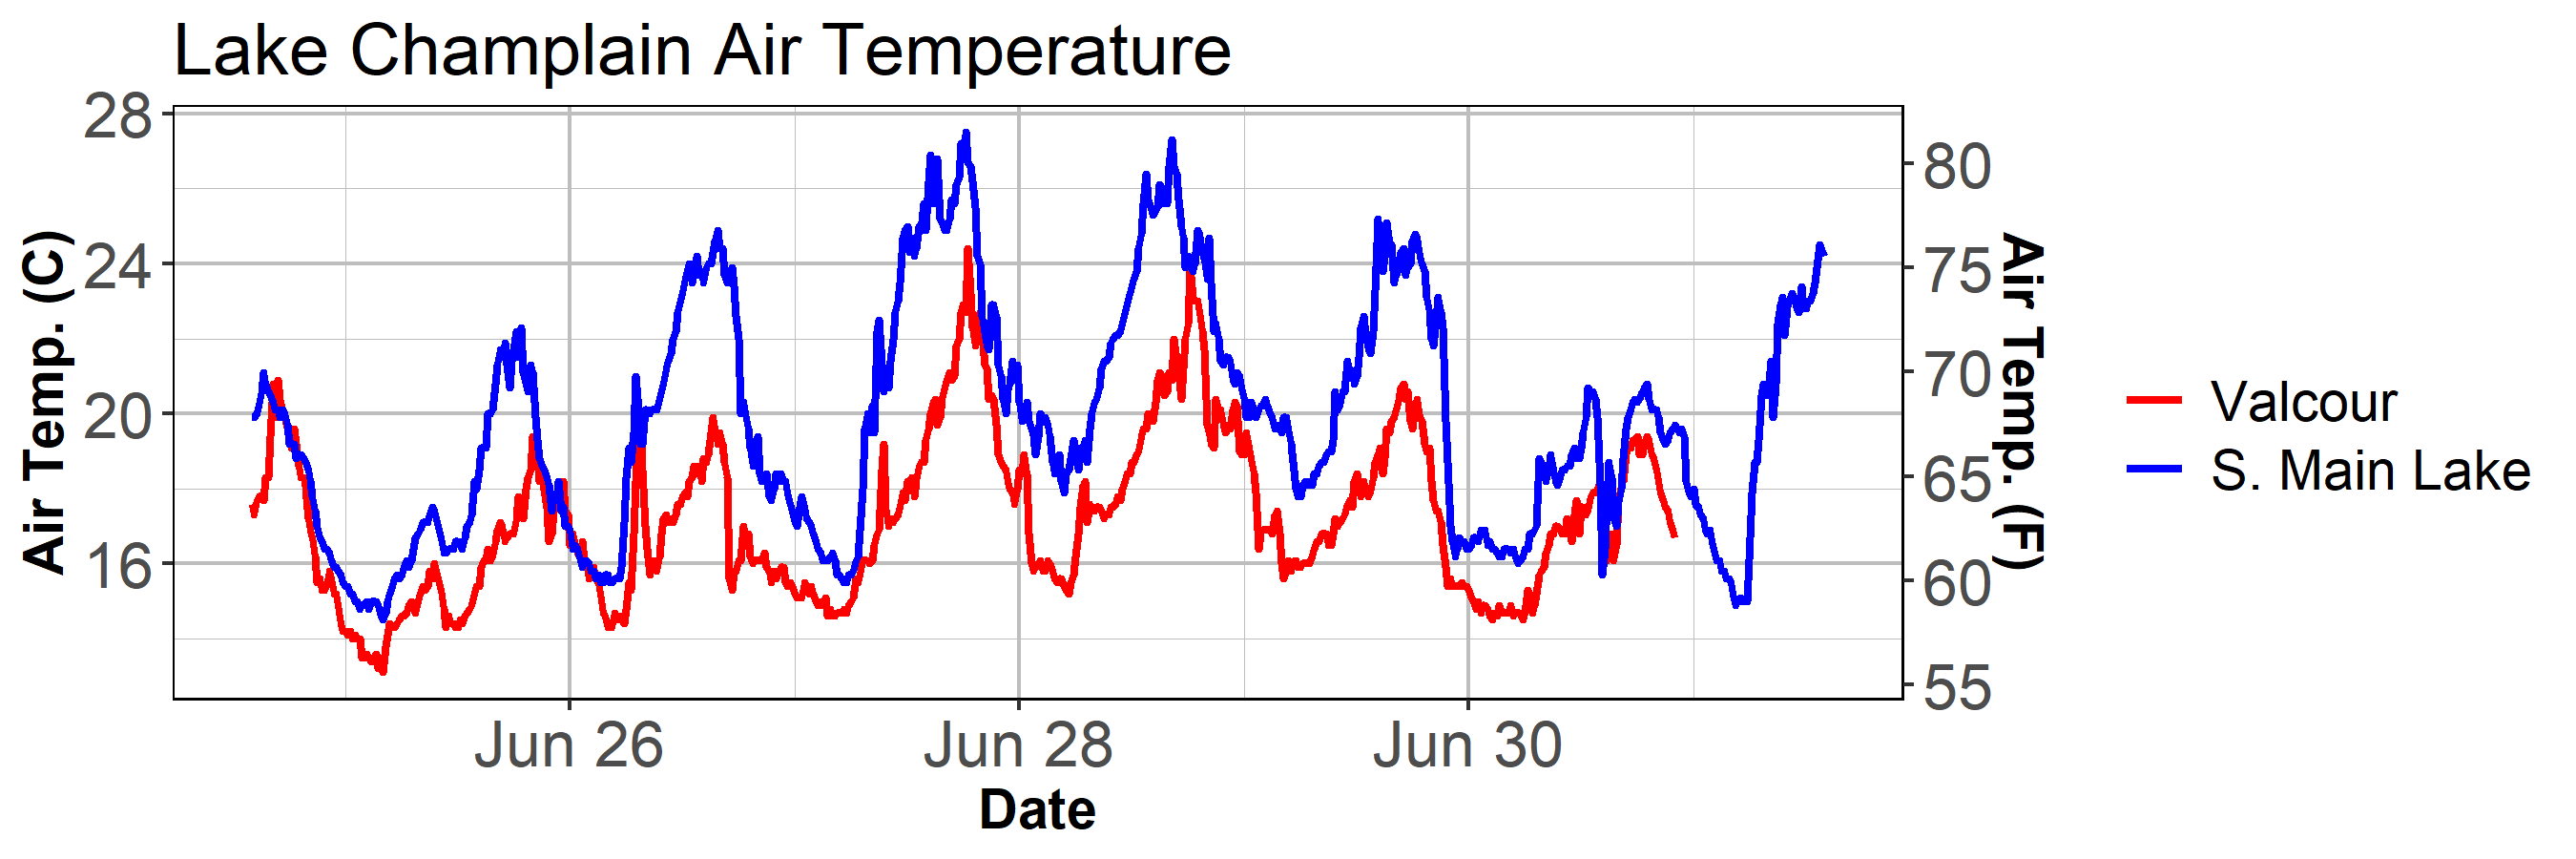 Lake Champlain Air Temperature
28
24
20
16
Air Temp. (C)
80
75
70
65
60
55
Air Temp. (F)
Jun 26
Jun 28
Jun 30
Date
Valcour
S. Main Lake